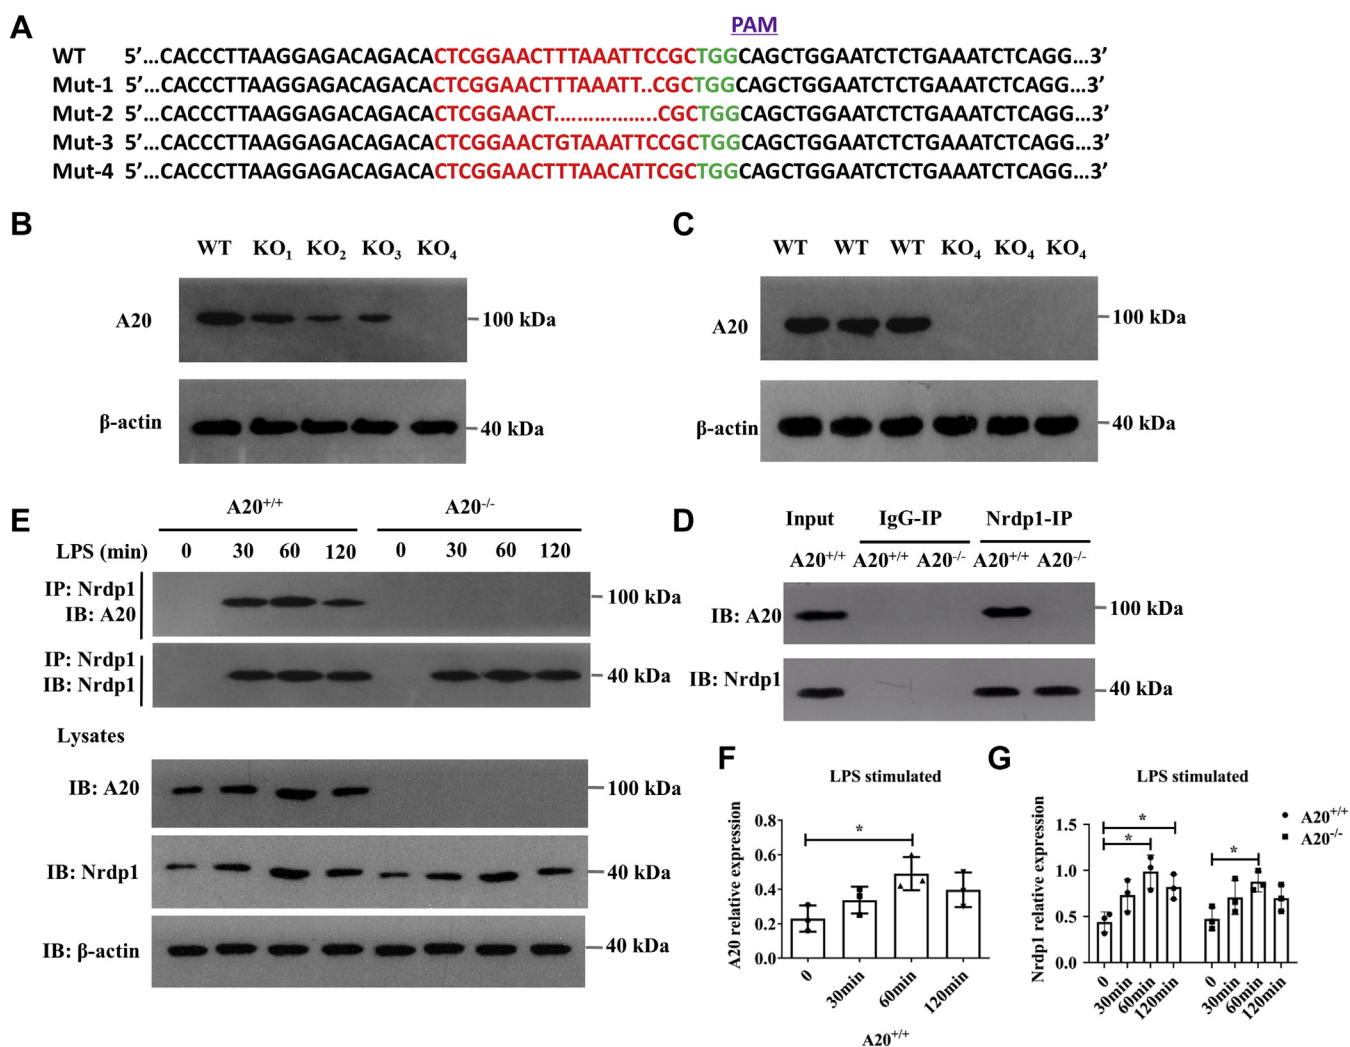 A
PAM
WT 5’...CACCCTTAAGGAGACAGACACTCGGAACTTTAAATTCCGCTGGCAGCTGGAATCTCTGAAATCTCAGG...3’
Mut-1 5’...CACCCTTAAGGAGACAGACACTCGGAACTTTAAATT..CGCTGGCAGCTGGAATCTCTGAAATCTCAGG...3’
Mut-2 5’...CACCCTTAAGGAGACAGACACTCGGAACT................CGCTGGCAGCTGGAATCTCTGAAATCTCAGG...3’
Mut-3 5’...CACCCTTAAGGAGACAGACACTCGGAACTGTAAATTCCGCTGGCAGCTGGAATCTCTGAAATCTCAGG...3’
Mut-4 5’...CACCCTTAAGGAGACAGACACTCGGAACTTTAACATTCGCTGGCAGCTGGAATCTCTGAAATCTCAGG...3’
B
WT KO1 KO2 KO3 KO4
A20
100 kDa
β-actin
40 kDa
C
WT WT WT KO4 KO4 KO4
A20
100 kDa
β-actin
40 kDa
E
A20+/+ A20-/-
LPS (min) 0 30 60 120 0 30 60 120
IP: Nrdp1
IB: A20
100 kDa
IP: Nrdp1
IB: Nrdp1
40 kDa
Lysates
IB: A20
100 kDa
IB: Nrdp1
40 kDa
IB: β-actin
40 kDa
D
Input IgG-IP Nrdp1-IP
A20+/+ A20+/+ A20-/- A20+/+ A20-/-
IB: A20
100 kDa
IB: Nrdp1
40 kDa
F
LPS stimulated
A20 relative expression
0.8
0.6
0.4
0.2
0.0
*
0 30min 60min 120min
A20+/+
G
LPS stimulated
Nrdp1 relative expression
1.5
1.0
0.5
0.0
*
*
*
A20+/+
A20-/-
0 30min 60min 120min 0 30min 60min 120min